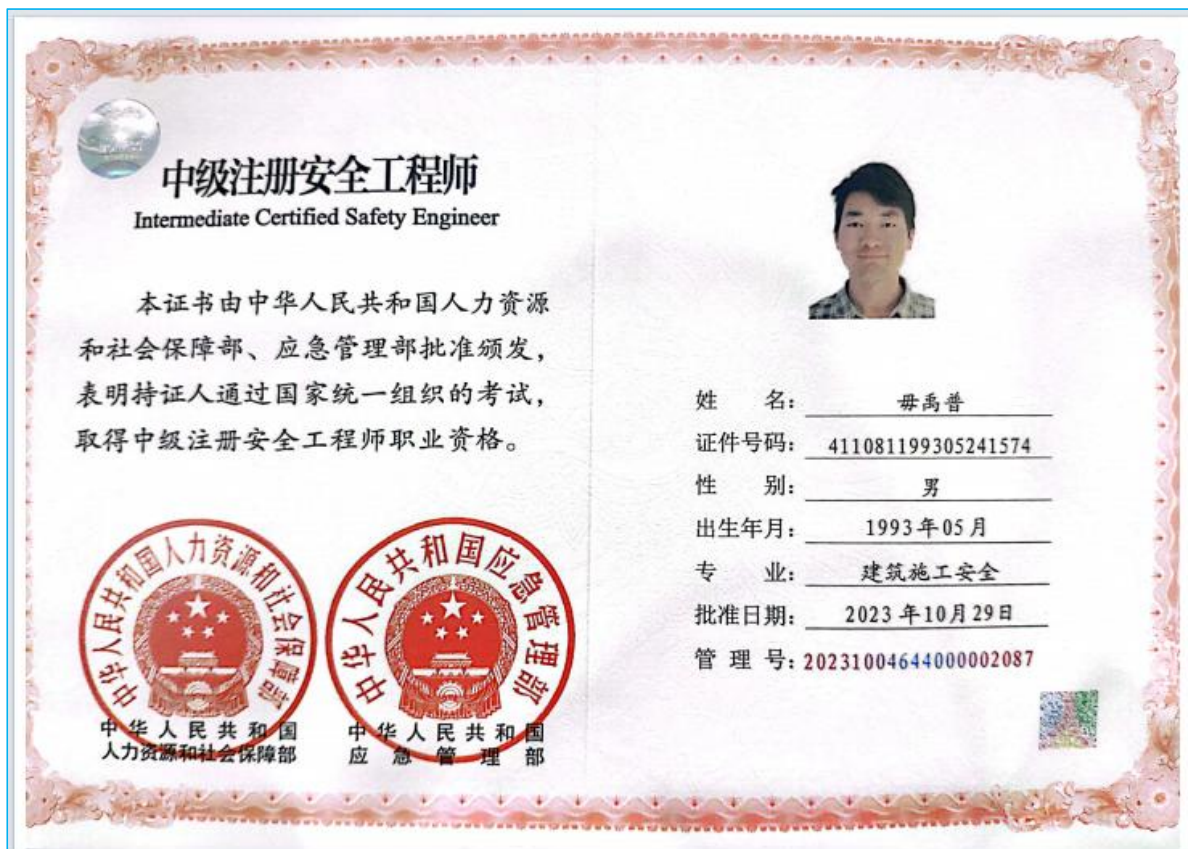 中级注册安全工程师
Intermediate Certified Safety Engineer
本证书由中华人民共和国人力资源
和社会保障部、应急管理部批准颁发，
表明持证人通过国家统一组织的考试，
取得中级注册安全工程师职业资格。
中华人民共和国人力资源和社会保障部
中华人民共和国
人力资源和社会保障部
中华人民共和国应急管理部
中华人民共和国
应急管理部
姓 名： 毋禹普
证件号码： 411081199305241574
性 别： 男
出生年月： 1993年05月
专 业： 建筑施工安全
批准日期： 2023年10月29日
管 理 号：20231004644000002087